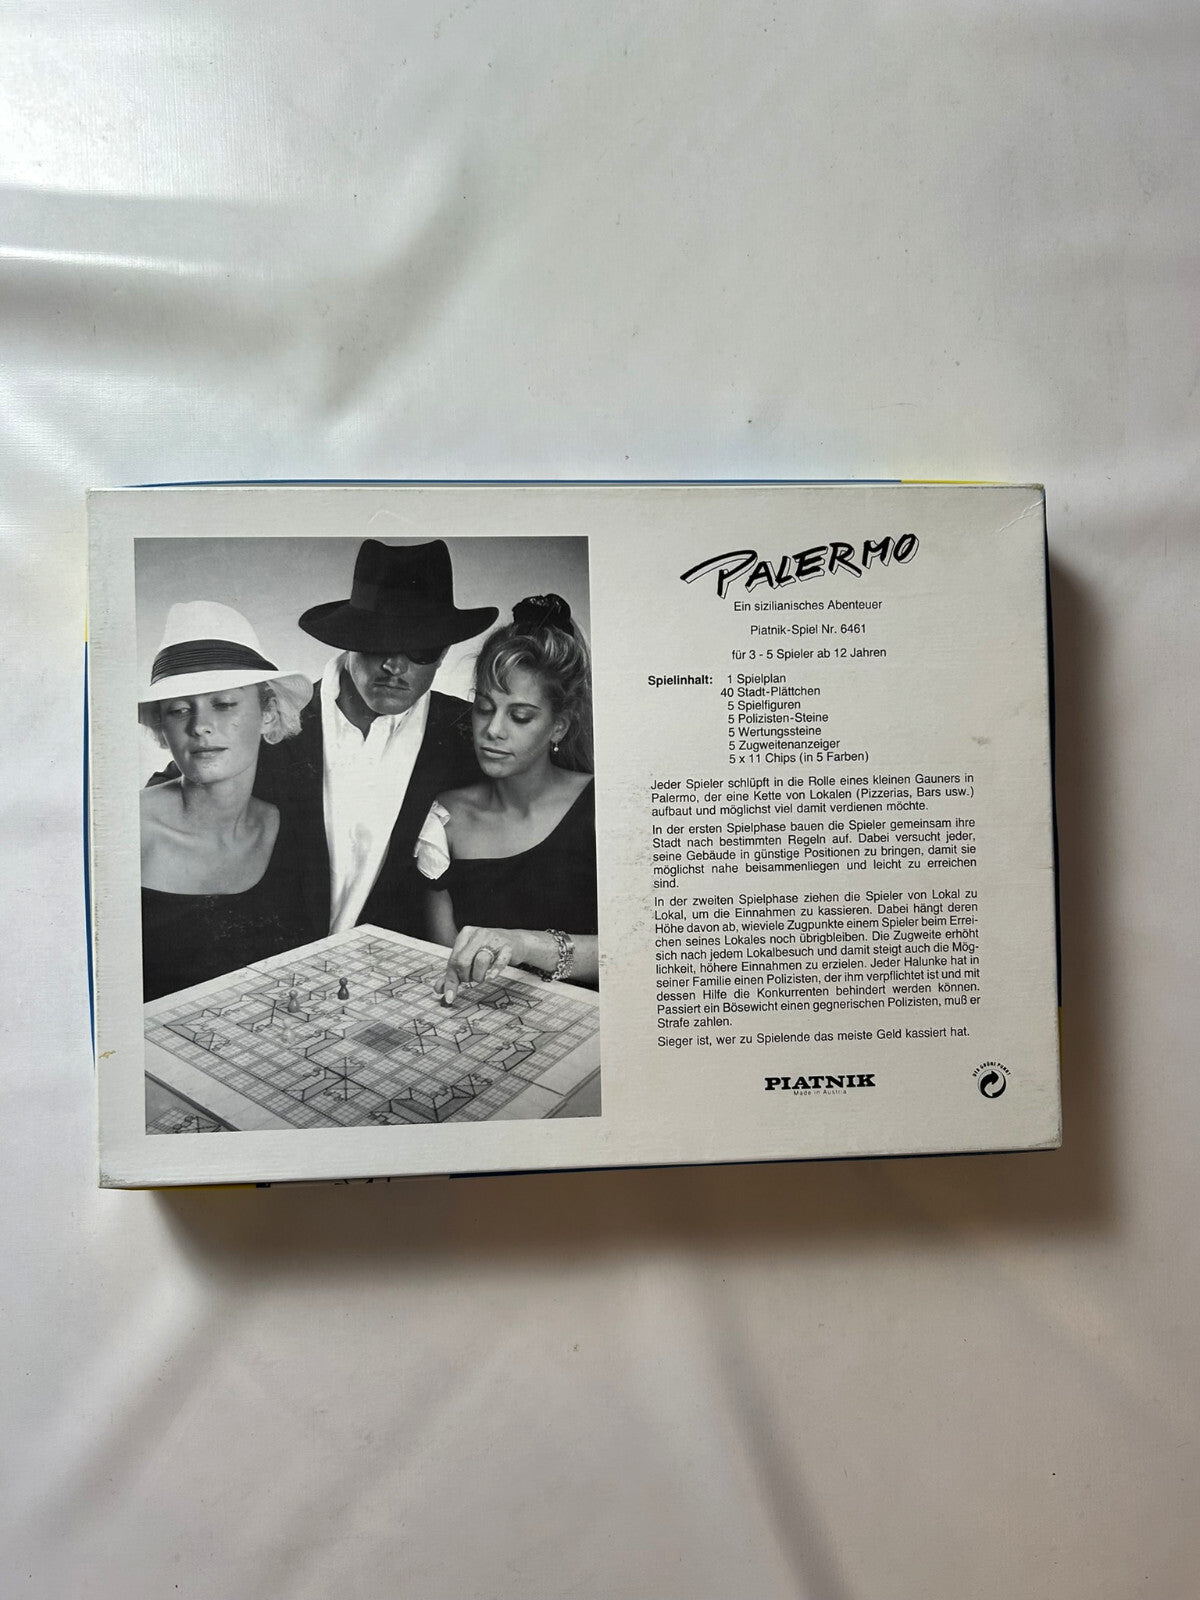 PALERMO
Ein sizilianisches Abenteuer
Piatnik-Spiel Nr. 6461
für 3 - 5 Spieler ab 12 Jahren
Spielinhalt: 1 Spielplan
40 Stadt-Plättchen
5 Spielfiguren
5 Polizisten-Steine
5 Wertungssteine
5 Zugweitenanzeiger
5 x 11 Chips (in 5 Farben)
Jeder Spieler schlüpft in die Rolle eines kleinen Gauners in
Palermo, der eine Kette von Lokalen (Pizzerias, Bars usw.)
aufbaut und möglichst viel damit verdienen möchte.
In der ersten Spielphase bauen die Spieler gemeinsam ihre
Stadt nach bestimmten Regeln auf. Dabei versucht jeder,
seine Gebäude in günstige Positionen zu bringen, damit sie
möglichst nahe beisammenliegen und leicht zu erreichen
sind.
In der zweiten Spielphase ziehen die Spieler von Lokal zu
Lokal, um die Einnahmen zu kassieren. Dabei hängt deren
Höhe davon ab, wieviele Zugpunkte einem Spieler beim Errei-
chen seines Lokales noch übrigbleiben. Die Zugweite erhöht
sich nach jedem Lokalbesuch und damit steigt auch die Mög-
lichkeit, höhere Einnahmen zu erzielen. Jeder Halunke hat in
seiner Familie einen Polizisten, der ihm verpflichtet ist und mit
dessen Hilfe die Konkurrenten behindert werden können.
Passiert ein Bösewicht einen gegnerischen Polizisten, muß er
Strafe zahlen.
Sieger ist, wer zu Spielende das meiste Geld kassiert hat.
PIATNIK
Made in Austria
DER GRÜNE PUNKT